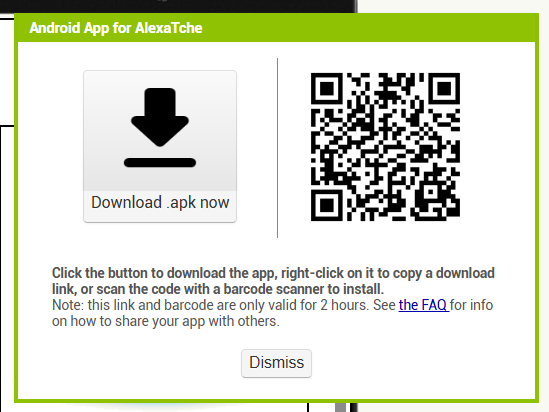 Android App for AlexaTche
Download .apk now
Click the button to download the app, right-click on it to copy a download
link, or scan the code with a barcode scanner to install.
Note: this link and barcode are only valid for 2 hours. See the FAQ for info
on how to share your app with others.
Dismiss